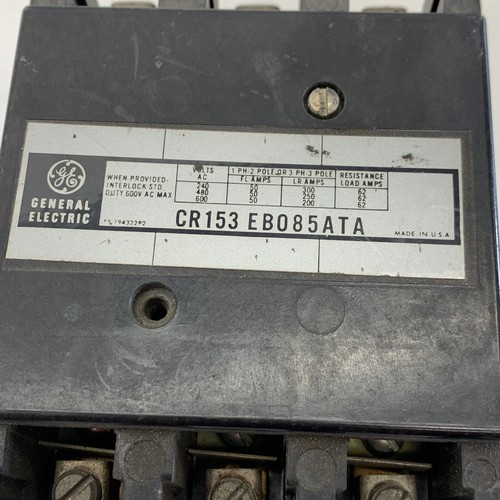 GE
GENERAL
ELECTRIC
WHEN PROVIDED-
INTERLOCK STD.
DUTY 600V AC MAX
VOLTS AC 1 PH-2 POLE OR 3 PH-3 POLE RESISTANCE LOAD AMPS
FL AMPS LR AMPS
240 50 300 62
480 50 250 62
600 50 200 62
194322P2
CR153 EB085ATA
MADE IN U S A